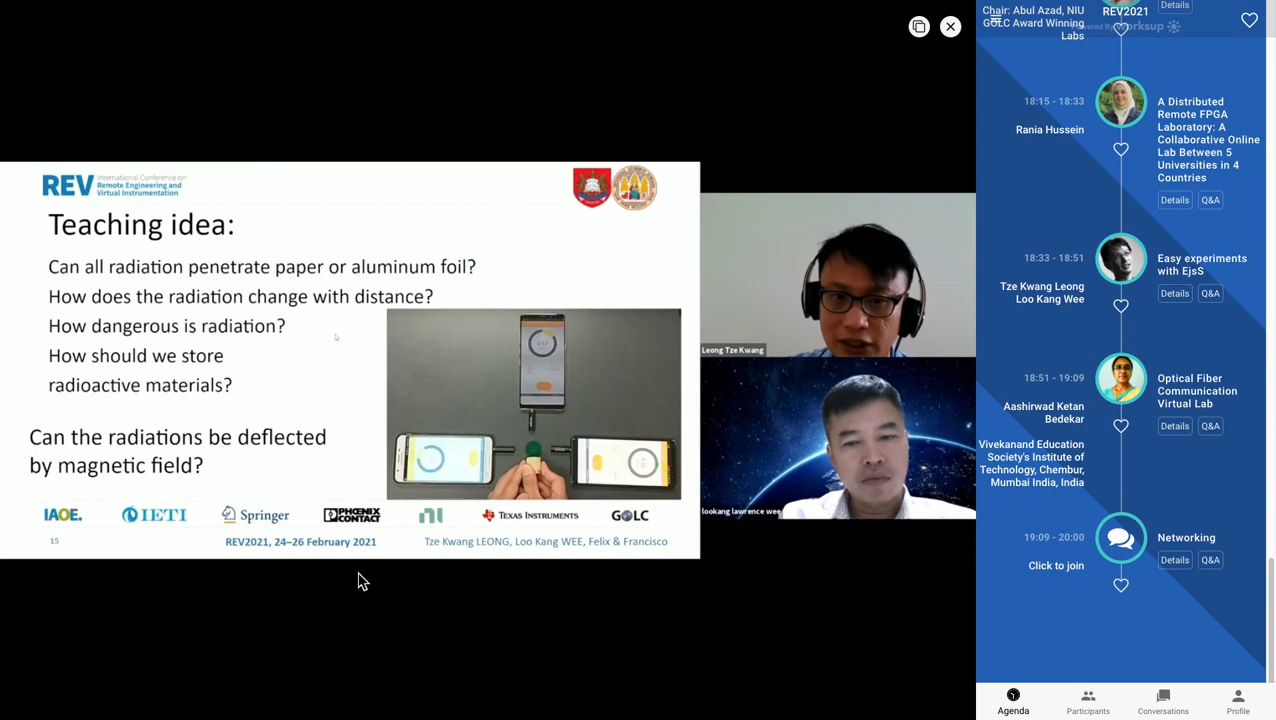 REV
International Conference on
Remote Engineering and
Virtual Instrumentation
Teaching idea:
Can all radiation penetrate paper or aluminum foil?
How does the radiation change with distance?
How dangerous is radiation?
How should we store
radioactive materials?
Can the radiations be deflected
by magnetic field?
IAOE.
IETI
Springer
PHOENIX
CONTACT
ni
TEXAS INSTRUMENTS
GOLC
15
REV2021, 24–26 February 2021
Tze Kwang LEONG, Loo Kang WEE, Felix & Francisco
Leong Tze Kwang
lookang lawrence wee
Chair: Abul Azad, NIU
GOLC Award Winning
Labs
REV2021
Powered By worksup
Details
18:15 - 18:33
Rania Hussein
A Distributed
Remote FPGA
Laboratory: A
Collaborative Online
Lab Between 5
Universities in 4
Countries
Details
Q&A
18:33 - 18:51
Tze Kwang Leong
Loo Kang Wee
Easy experiments
with EjsS
Details
Q&A
18:51 - 19:09
Aashirwad Ketan
Bedekar
Vivekanand Education
Society's Institute of
Technology, Chembur,
Mumbai India, India
Optical Fiber
Communication
Virtual Lab
Details
Q&A
19:09 - 20:00
Click to join
Networking
Details
Q&A
Agenda
Participants
Conversations
Profile